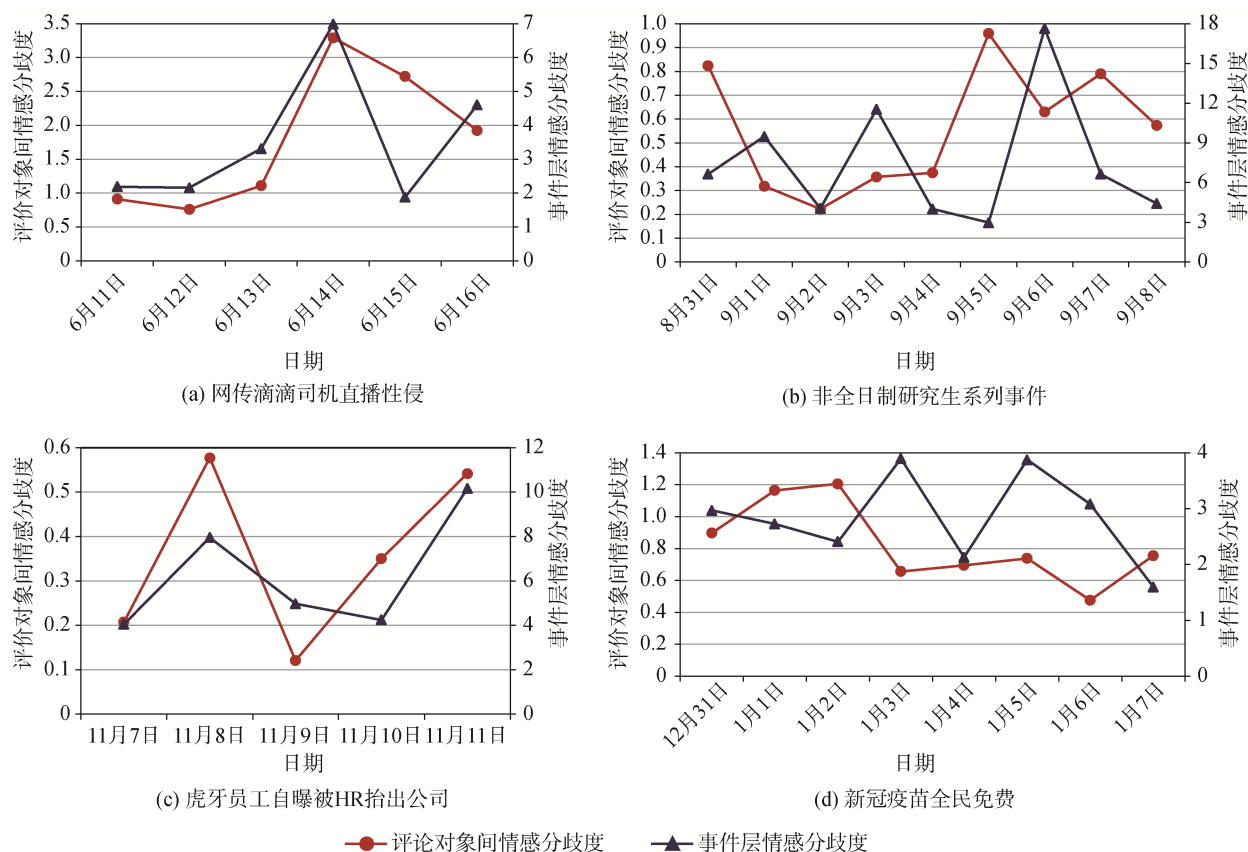 评价对象间情感分歧度
3.5
3.0
2.5
2.0
1.5
1.0
0.5
0
7
6
5
4
3
2
1
0
事件层情感分歧度
6月11日
6月12日
6月13日
6月14日
6月15日
6月16日
日期
(a) 网传滴滴司机直播性侵
评价对象间情感分歧度
1.0
0.9
0.8
0.7
0.6
0.5
0.4
0.3
0.2
0.1
0
18
15
12
9
6
3
0
事件层情感分歧度
8月31日
9月1日
9月2日
9月3日
9月4日
9月5日
9月6日
9月7日
9月8日
日期
(b) 非全日制研究生系列事件
评价对象间情感分歧度
0.6
0.5
0.4
0.3
0.2
0.1
0
12
10
8
6
4
2
0
事件层情感分歧度
11月7日
11月8日
11月9日
11月10日
11月11日
日期
(c) 虎牙员工自曝被HR抬出公司
评价对象间情感分歧度
1.4
1.2
1.0
0.8
0.6
0.4
0.2
0
4
3
2
1
0
事件层情感分歧度
12月31日
1月1日
1月2日
1月3日
1月4日
1月5日
1月6日
1月7日
日期
(d) 新冠疫苗全民免费
评论对象间情感分歧度
事件层情感分歧度